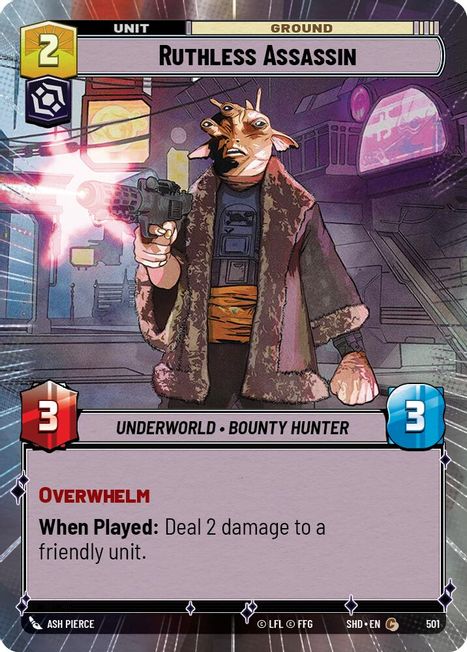 UNIT
GROUND
2
RUTHLESS ASSASSIN
3
UNDERWORLD • BOUNTY HUNTER
3
OVERWHELM
When Played: Deal 2 damage to a
friendly unit.
ASH PIERCE
© LFL © FFG
SHD • EN
C
501